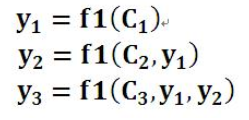 y₁ = f1(C₁)
y₂ = f1(C₂,y₁)
y₃ = f1(C₃,y₁,y₂)